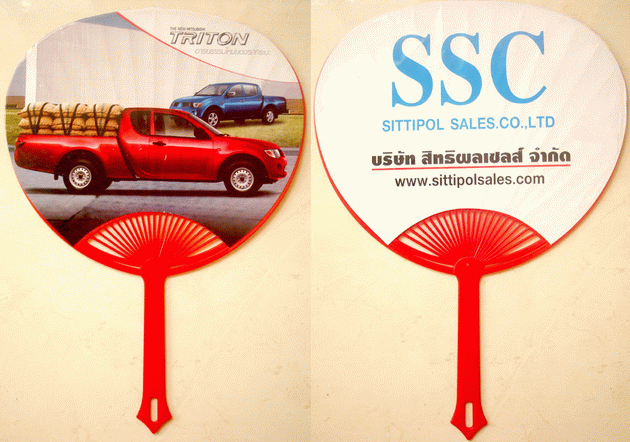 THE NEW MITSUBISHI
TRITON
SSC
SITTIPOL SALES.CO.,LTD
บริษัท สิทธิผลเซลส์ จำกัด
www.sittipolsales.com